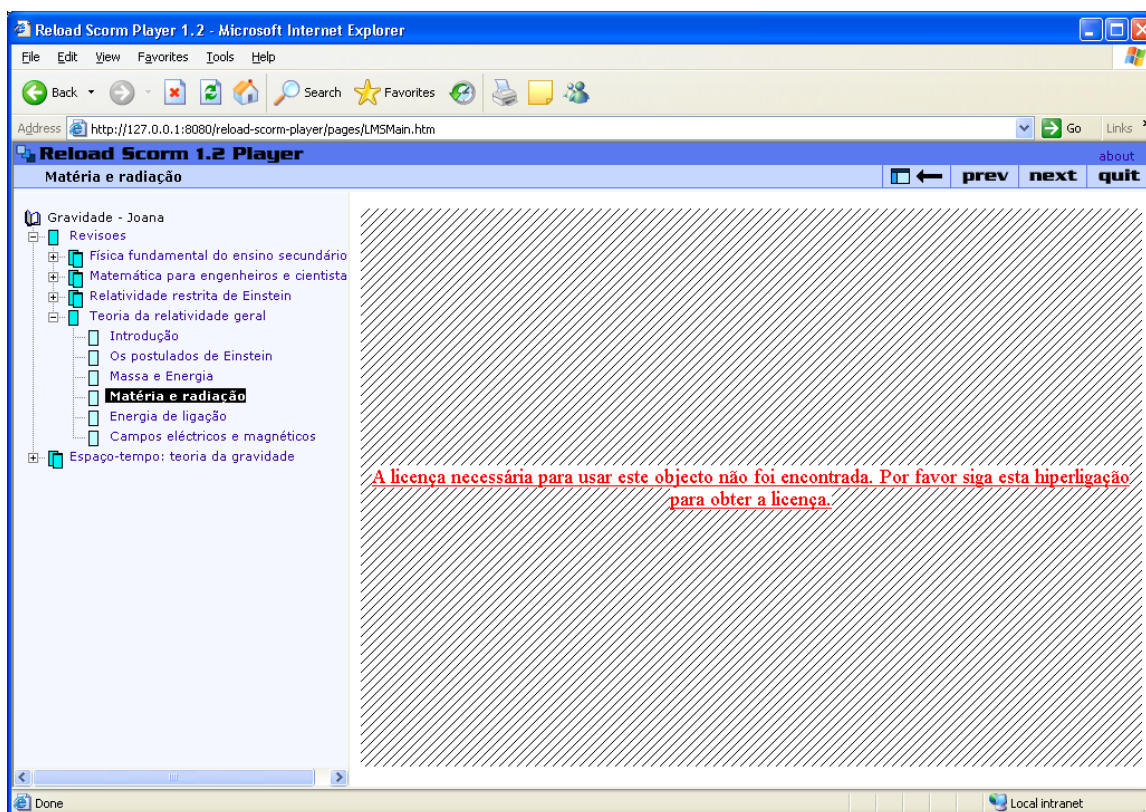 Reload Scorm Player 1.2 - Microsoft Internet Explorer
File Edit View Favorites Tools Help
Back Search Favorites
Address http://127.0.0.1:8080/reload-scorm-player/pages/LMSMain.htm Go Links
Reload Scorm 1.2 Player about
Matéria e radiação prev next quit
Gravidade - Joana
Revisoes
Física fundamental do ensino secundário
Matemática para engenheiros e cientista
Relatividade restrita de Einstein
Teoria da relatividade geral
Introdução
Os postulados de Einstein
Massa e Energia
Matéria e radiação
Energia de ligação
Campos eléctricos e magnéticos
Espaço-tempo: teoria da gravidade
A licença necessária para usar este objecto não foi encontrada. Por favor siga esta hiperligação
para obter a licença.
Done Local intranet